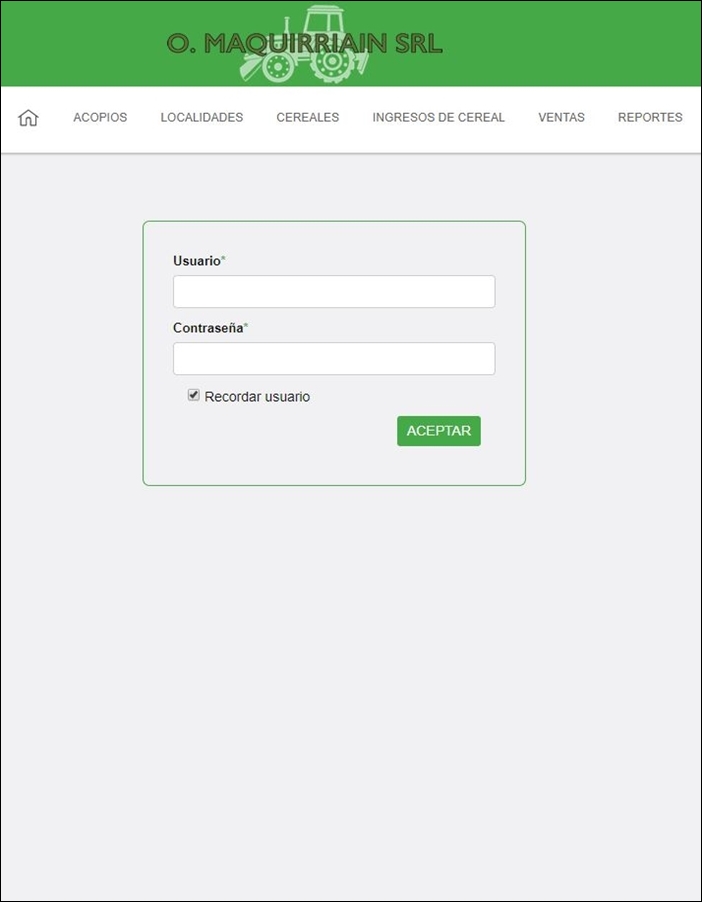 O. MAQUIRRIAIN SRL
ACOPIOS LOCALIDADES CEREALES INGRESOS DE CEREAL VENTAS REPORTES
Usuario*
Contraseña*
Recordar usuario
ACEPTAR